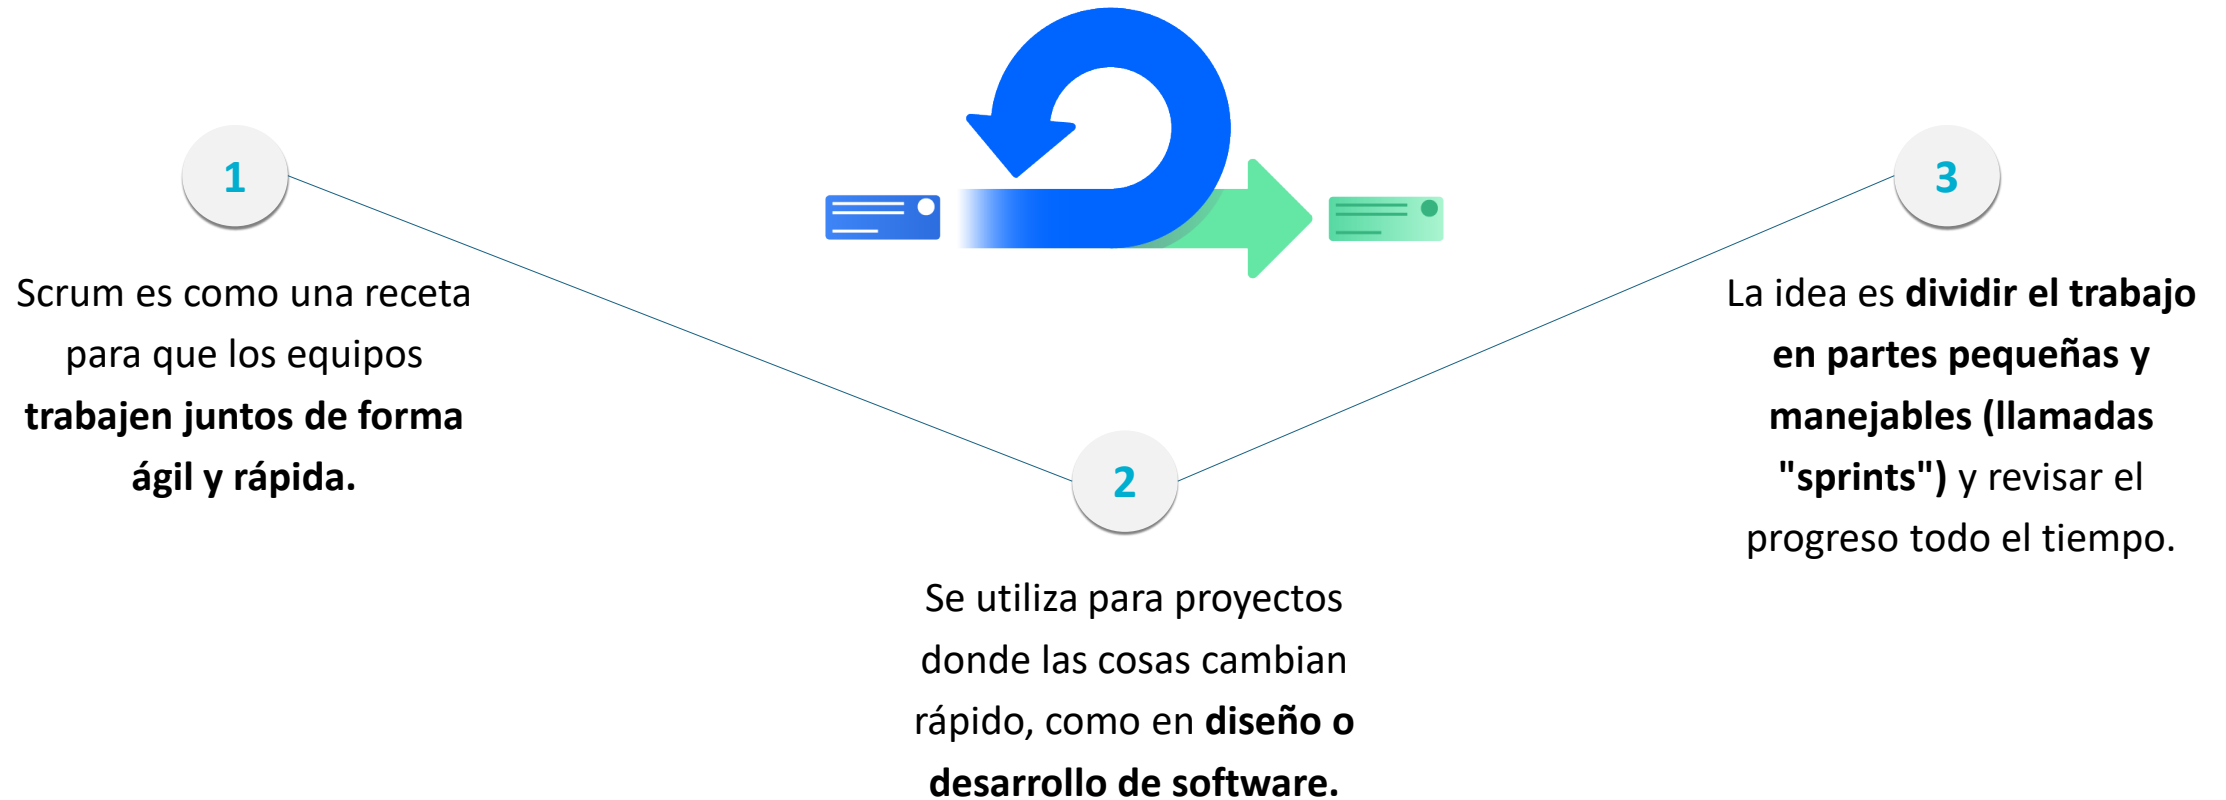 1
Scrum es como una receta
para que los equipos
trabajen juntos de forma
ágil y rápida.
2
Se utiliza para proyectos
donde las cosas cambian
rápido, como en diseño o
desarrollo de software.
3
La idea es dividir el trabajo
en partes pequeñas y
manejables (llamadas
"sprints") y revisar el
progreso todo el tiempo.